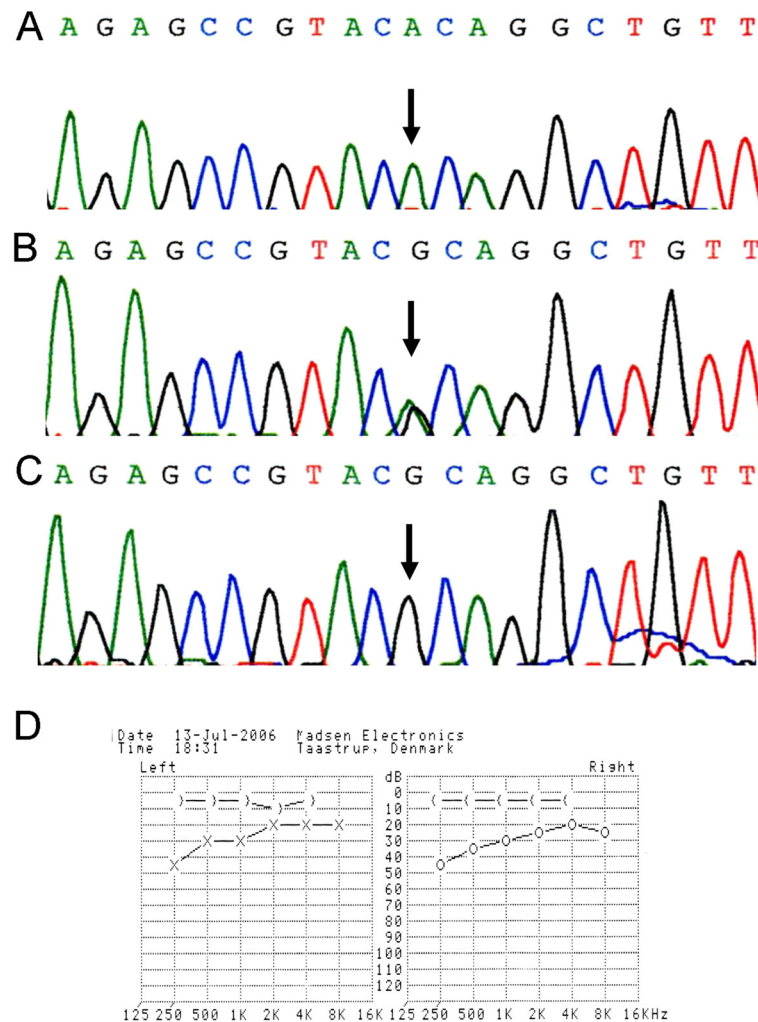 A
A G A G C C G T A C A C A G G C T G T T
B
A G A G C C G T A C G C A G G C T G T T
C
A G A G C C G T A C G C A G G C T G T T
D
Date 13-Jul-2006 Madsen Electronics
Time 18:31 Taastrup, Denmark
Left dB Right
0
10
20
30
40
50
60
70
80
90
100
110
120
125 250 500 1K 2K 4K 8K 16K 125 250 500 1K 2K 4K 8K 16KHz